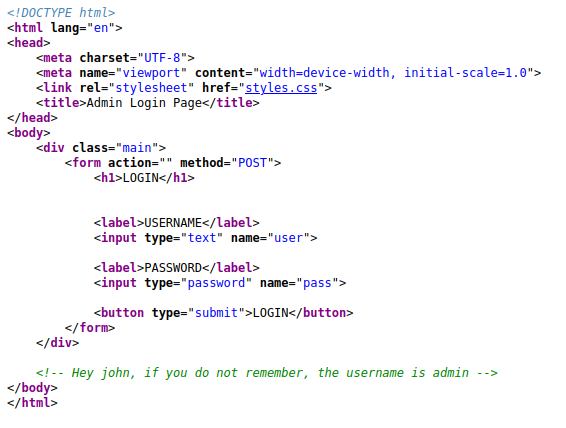 <!DOCTYPE html>
<html lang="en">
<head>
    <meta charset="UTF-8">
    <meta name="viewport" content="width=device-width, initial-scale=1.0">
    <link rel="stylesheet" href="styles.css">
    <title>Admin Login Page</title>
</head>
<body>
    <div class="main">
        <form action="" method="POST">
            <h1>LOGIN</h1>
            <label>USERNAME</label>
            <input type="text" name="user">
            <label>PASSWORD</label>
            <input type="password" name="pass">
            <button type="submit">LOGIN</button>
        </form>
    </div>
    <!-- Hey john, if you do not remember, the username is admin -->
</body>
</html>